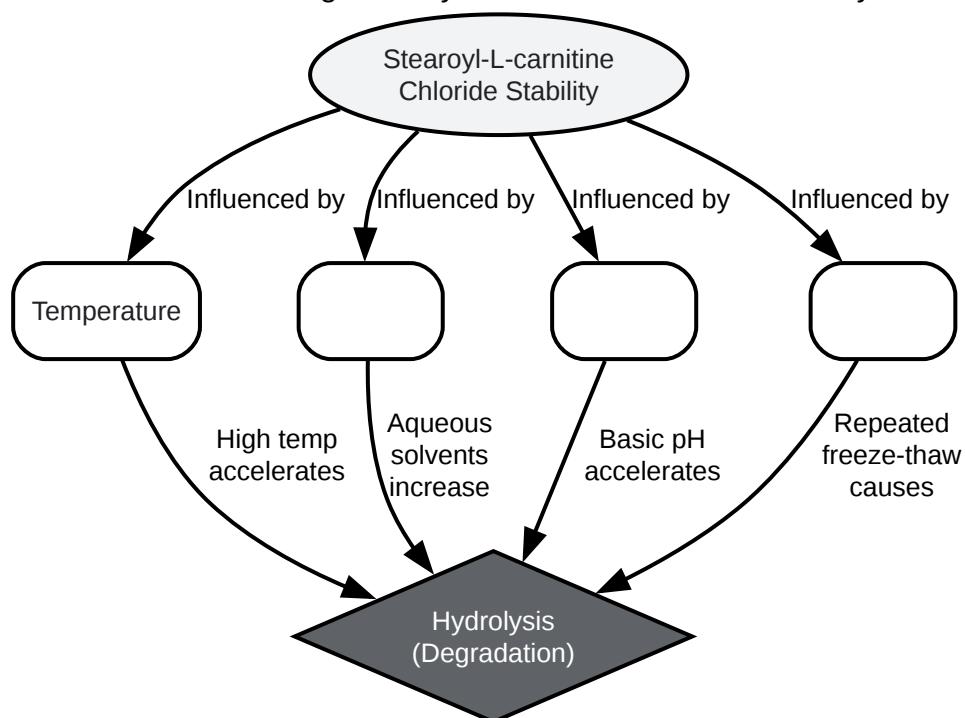 Stearoyl-L-carnitine
Chloride Stability
Influenced by
Influenced by
Influenced by
Influenced by
Temperature
High temp
accelerates
Aqueous
solvents
increase
Basic pH
accelerates
Repeated
freeze-thaw
causes
Hydrolysis
(Degradation)